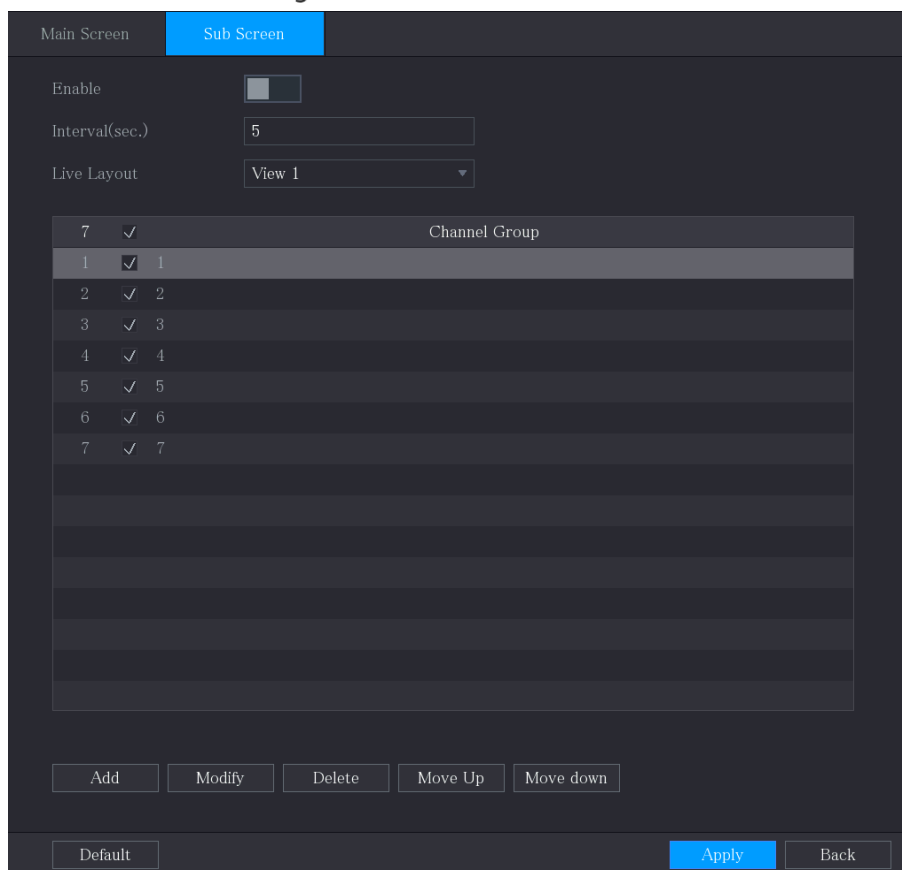 Main Screen Sub Screen
Enable
Interval(sec.) 5
Live Layout View 1
7 Channel Group
1 1
2 2
3 3
4 4
5 5
6 6
7 7
Add Modify Delete Move Up Move down
Default Apply Back